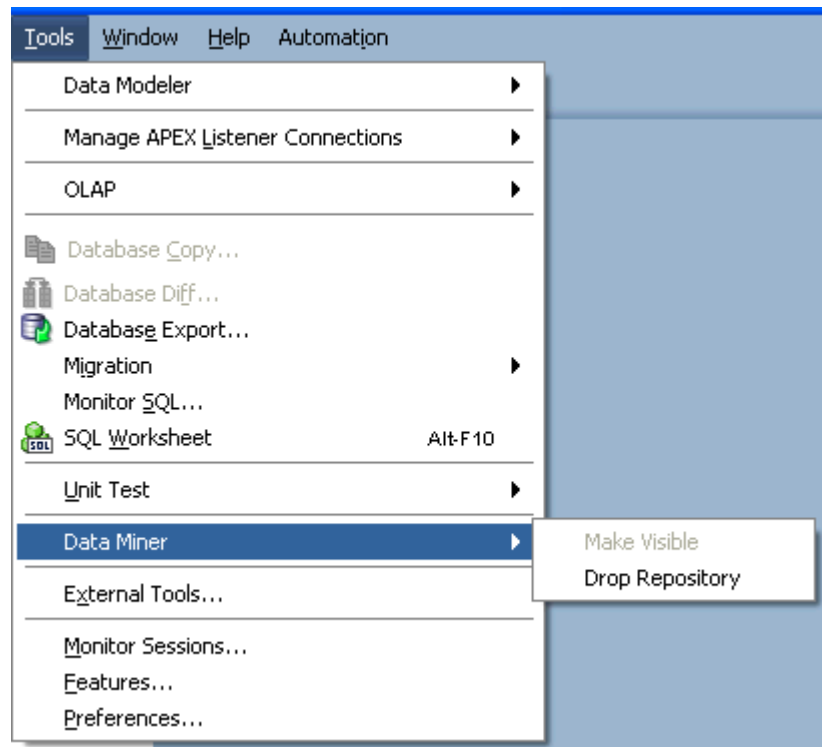 Tools Window Help Automation
Data Modeler
Manage APEX Listener Connections
OLAP
Database Copy...
Database Diff...
Database Export...
Migration
Monitor SQL...
SQL SQL Worksheet Alt-F10
Unit Test
Data Miner
Make Visible
Drop Repository
External Tools...
Monitor Sessions...
Features...
Preferences...